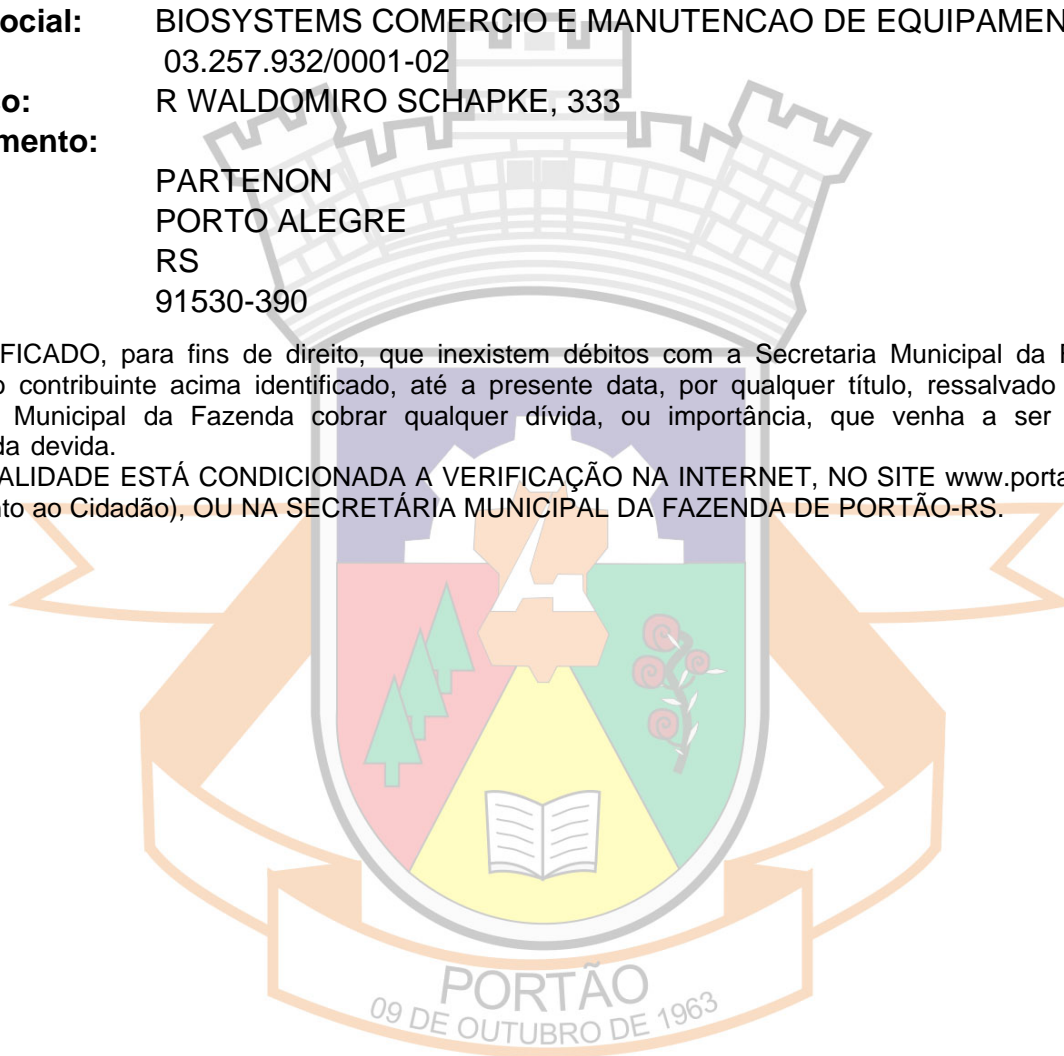 ocial: BIOSYSTEMS COMERCIO E MANUTENCAO DE EQUIPAMEN
03.257.932/0001-02
o: R WALDOMIRO SCHAPKE, 333
mento:
PARTENON
PORTO ALEGRE
RS
91530-390
FICADO, para fins de direito, que inexistem débitos com a Secretaria Municipal da
o contribuinte acima identificado, até a presente data, por qualquer título, ressalvado
Municipal da Fazenda cobrar qualquer dívida, ou importância, que venha a ser
da devida.
ALIDADE ESTÁ CONDICIONADA A VERIFICAÇÃO NA INTERNET, NO SITE www.porta
nto ao Cidadão), OU NA SECRETÁRIA MUNICIPAL DA FAZENDA DE PORTÃO-RS.
PORTÃO
09 DE OUTUBRO DE 1963